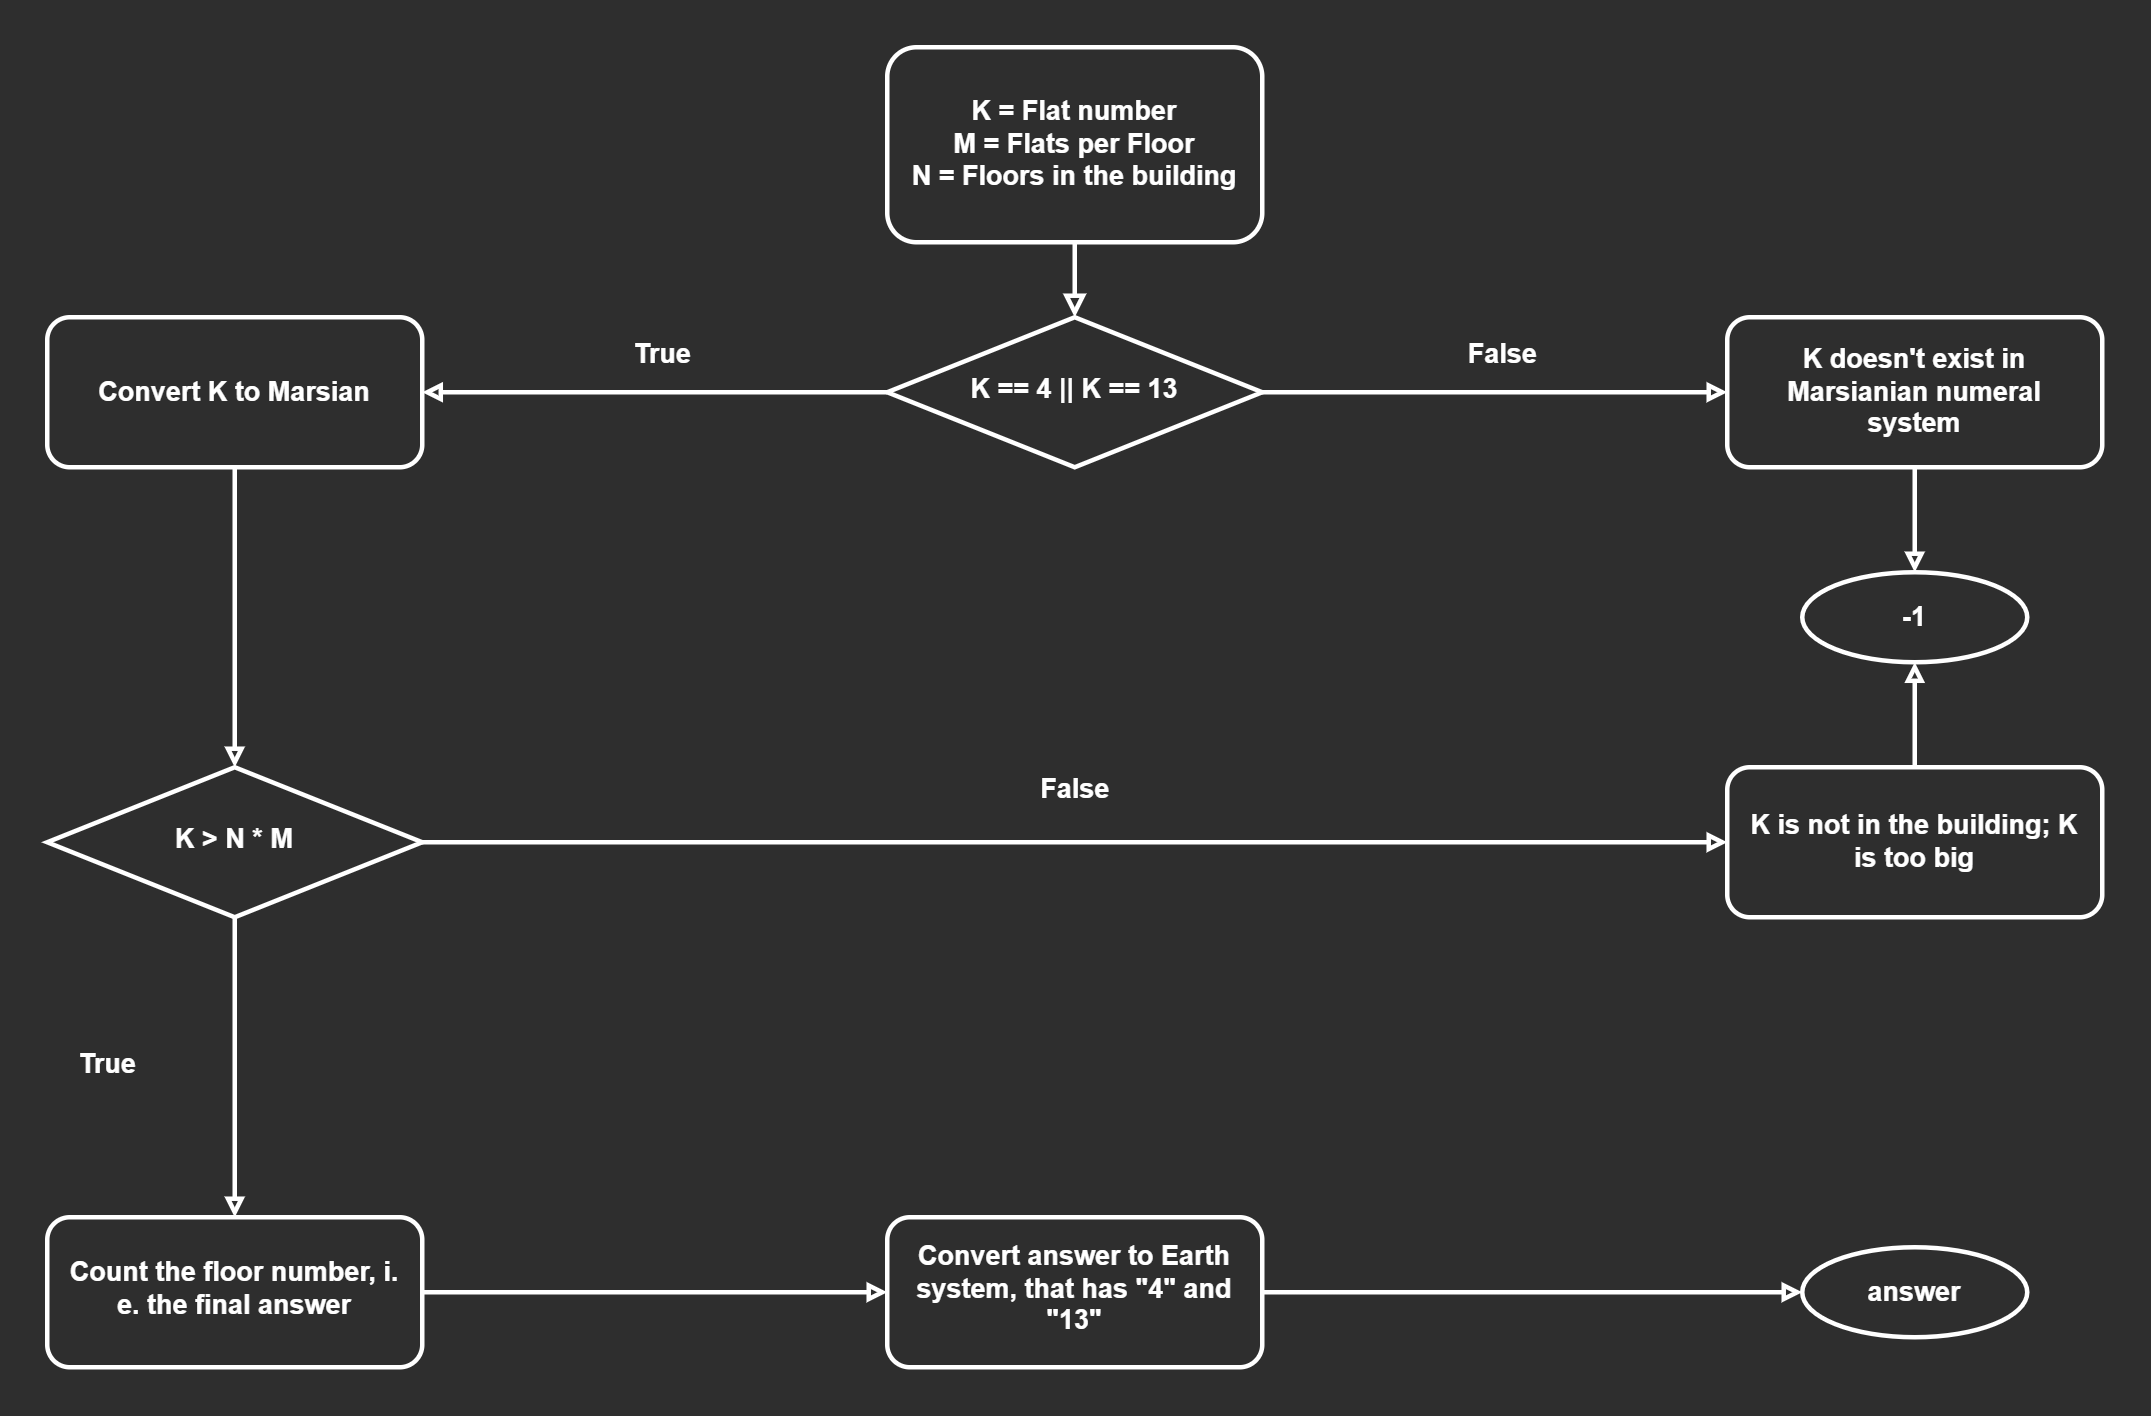 K = Flat number
M = Flats per Floor
N = Floors in the building
Convert K to Marsian
True
K == 4 || K == 13
False
K doesn't exist in
Marsianian numeral
system
-1
K > N * M
False
K is not in the building; K
is too big
True
Count the floor number, i.
e. the final answer
Convert answer to Earth
system, that has "4" and
"13"
answer